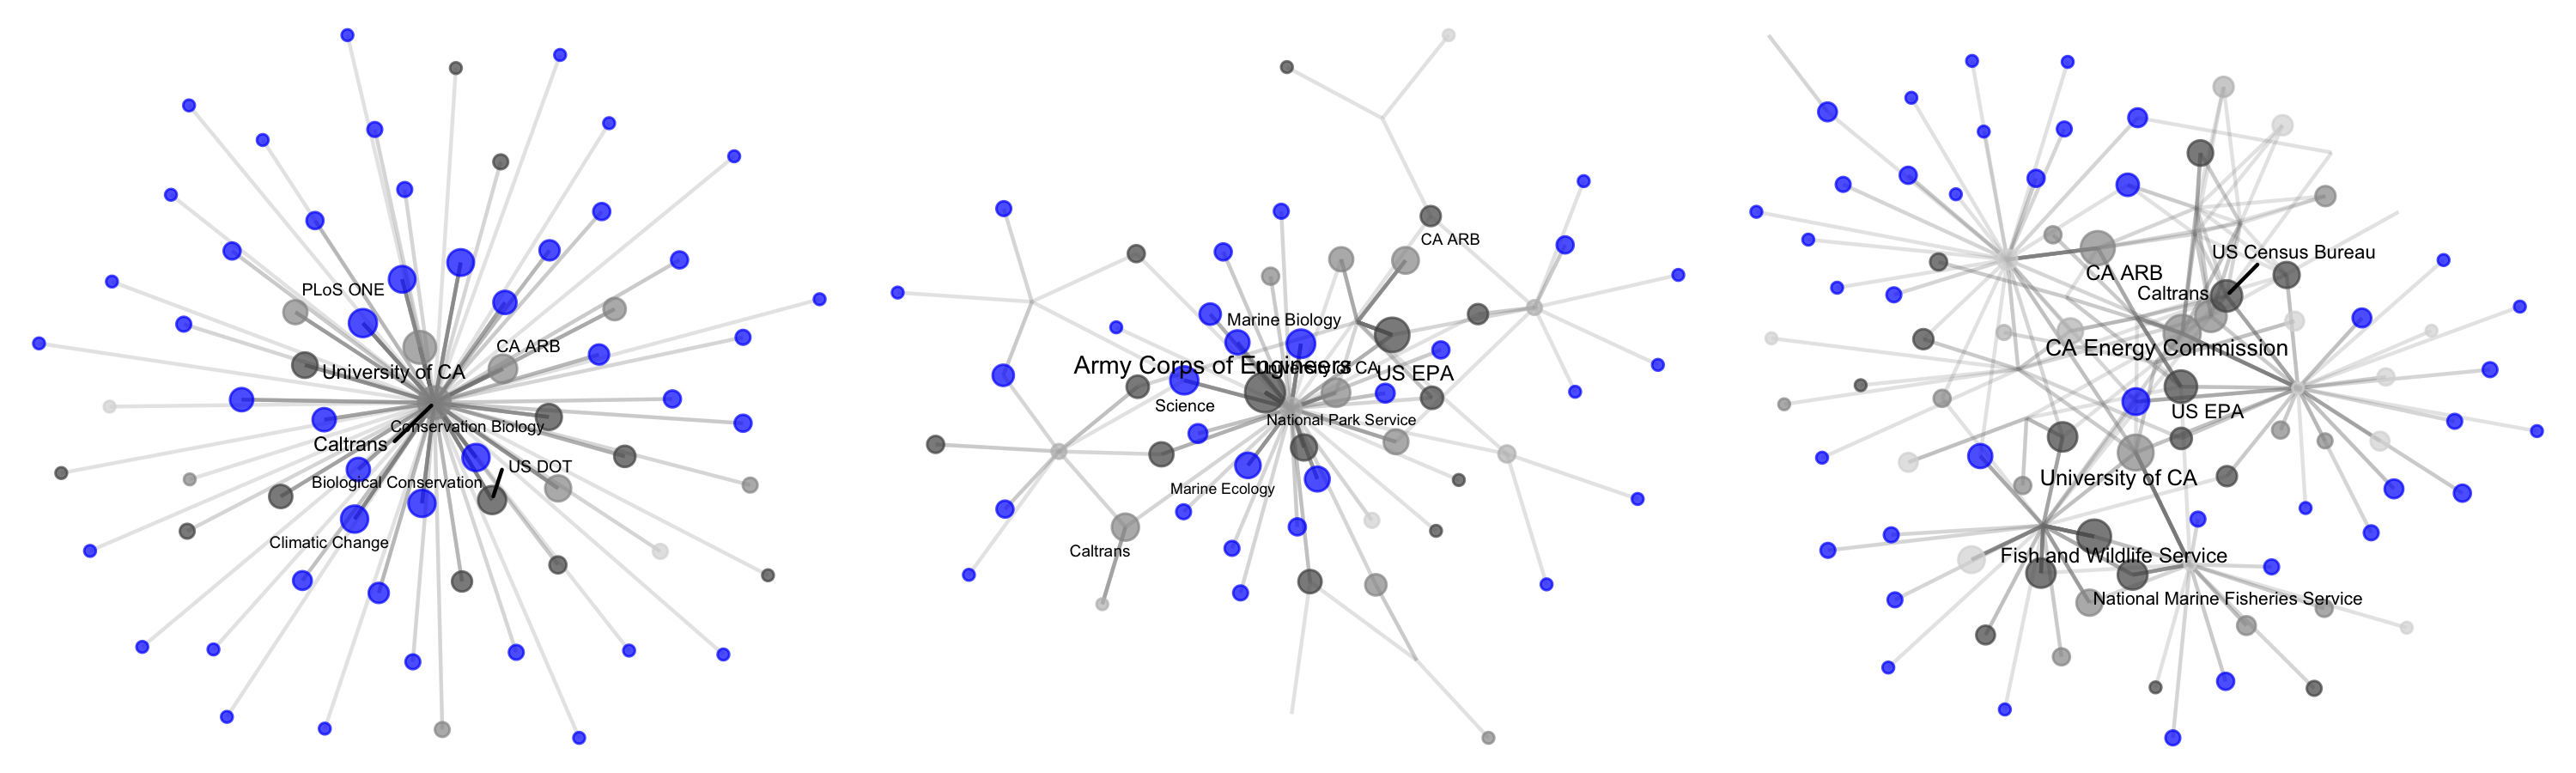 PLoS ONE
CA ARB
University of CA
Conservation Biology
Caltrans
US DOT
Biological Conservation
Climatic Change
CA ARB
Marine Biology
Army Corps of Engineers
University of CA
US EPA
Science
National Park Service
Marine Ecology
Caltrans
US Census Bureau
CA ARB
Caltrans
CA Energy Commission
US EPA
University of CA
Fish and Wildlife Service
National Marine Fisheries Service